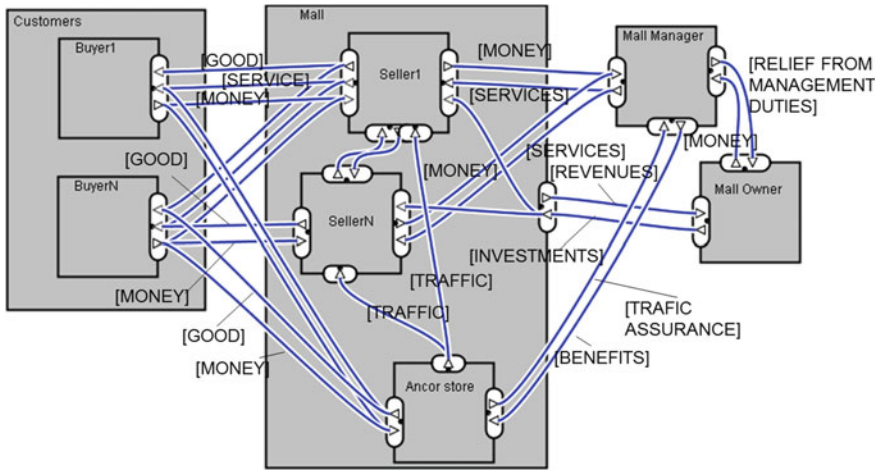 Customers
Mall
Buyer1
[GOOD]
[SERVICE]
[MONEY]
Seller1
[MONEY]
[SERVICES]
Mall Manager
[RELIEF FROM
MANAGEMENT
DUTIES]
[MONEY]
[GOOD]
BuyerN
[MONEY]
[SERVICES]
[REVENUES]
Mall Owner
SellerN
[INVESTMENTS]
[MONEY]
[TRAFFIC]
[TRAFFIC]
[TRAFIC
ASSURANCE]
[GOOD]
[MONEY]
[BENEFITS]
Ancor store